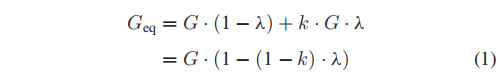 G_eq = G · (1 − λ) + k · G · λ
= G · (1 − (1 − k) · λ) (1)